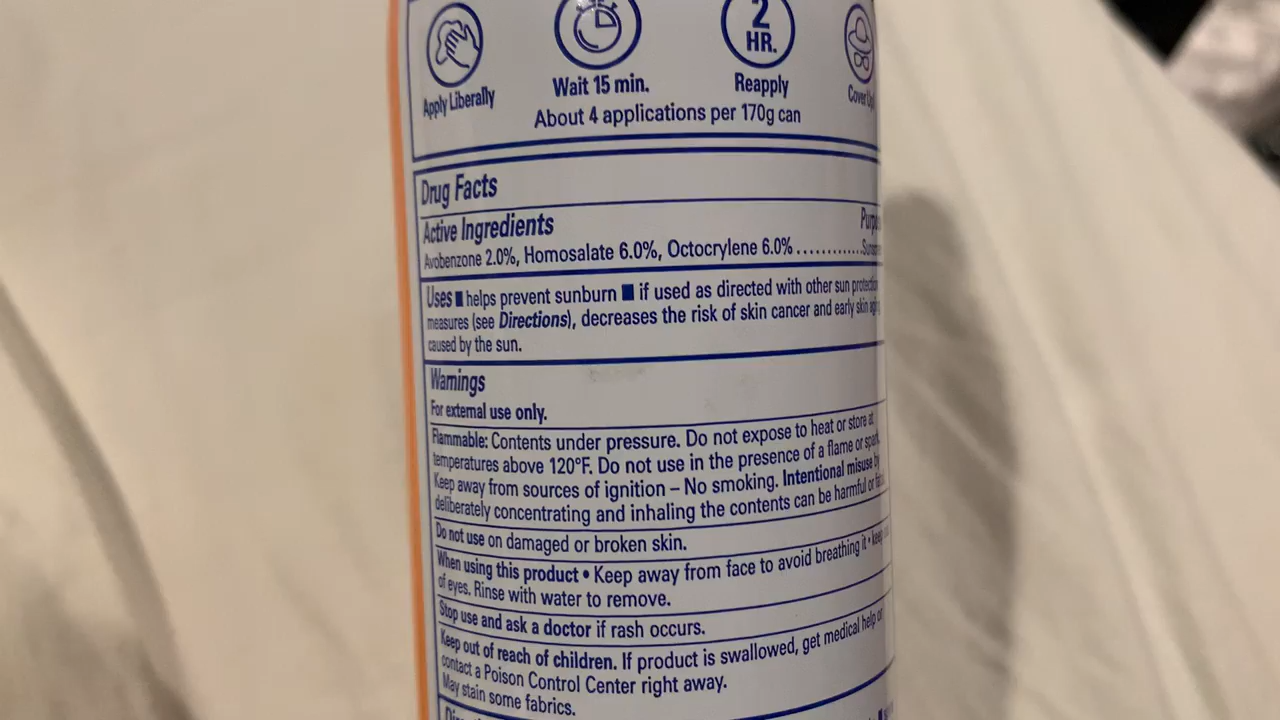 2
HR.
Apply Liberally
Wait 15 min.
Reapply
Cover Up!
About 4 applications per 170g can
Drug Facts
Active Ingredients
Avobenzone 2.0%, Homosalate 6.0%, Octocrylene 6.0%.............
Uses ■ helps prevent sunburn ■ if used as directed with other sun protection
measures (see Directions), decreases the risk of skin cancer and early skin aging
caused by the sun.
Warnings
For external use only.
Flammable: Contents under pressure. Do not expose to heat or store at
temperatures above 120°F. Do not use in the presence of a flame or spark.
Keep away from sources of ignition – No smoking. Intentional misuse by
deliberately concentrating and inhaling the contents can be harmful or
Do not use on damaged or broken skin.
When using this product • Keep away from face to avoid breathing it • keep
of eyes. Rinse with water to remove.
Stop use and ask a doctor if rash occurs.
Keep out of reach of children. If product is swallowed, get medical help or
contact a Poison Control Center right away.
May stain some fabrics.